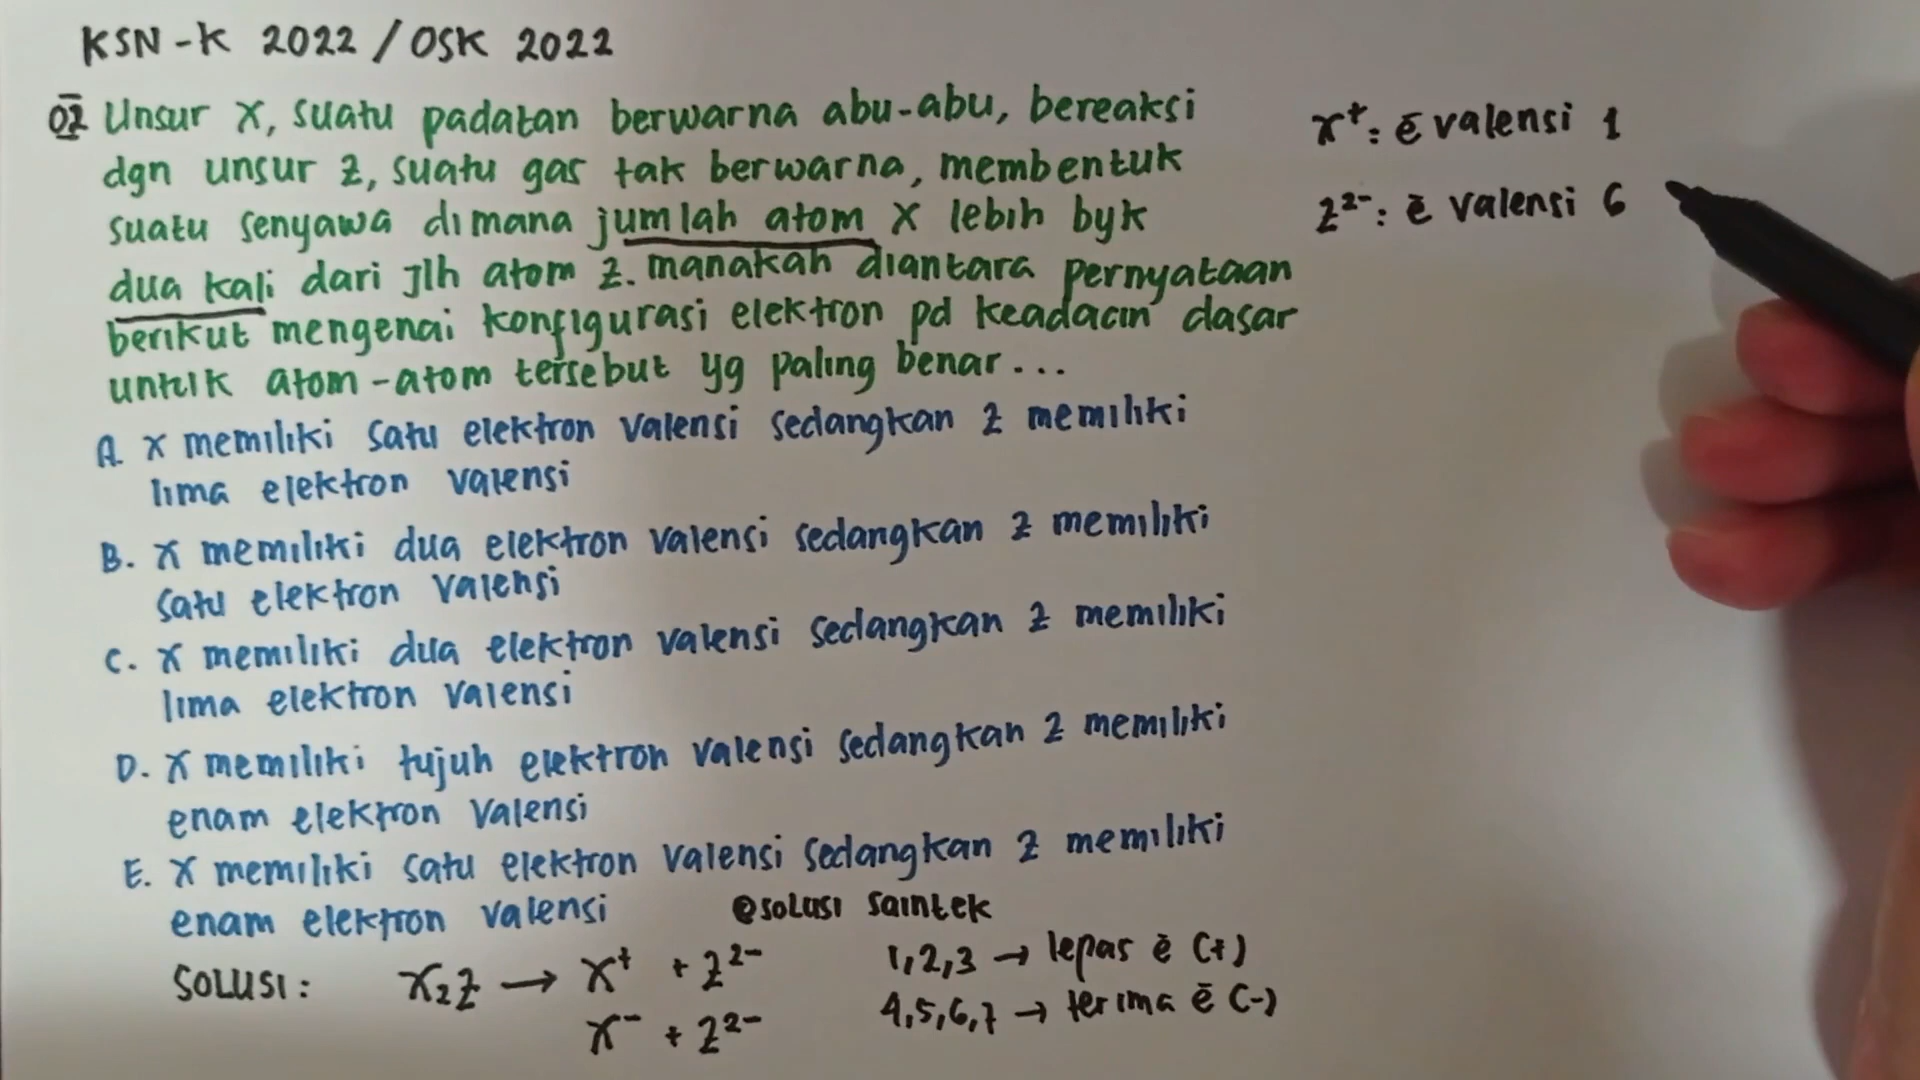 KSN-K 2022 / OSK 2022
02 Unsur X, suatu padatan berwarna abu-abu, bereaksi
dgn unsur Z, suatu gas tak berwarna, membentuk
suatu senyawa dimana jumlah atom X lebih byk
dua kali dari jlh atom Z. manakah diantara pernyataan
berikut mengenai konfigurasi elektron pd keadaan dasar
untuk atom-atom tersebut yg paling benar...
A. X memiliki satu elektron valensi sedangkan Z memiliki
lima elektron valensi
B. X memiliki dua elektron valensi sedangkan Z memiliki
satu elektron valensi
C. X memiliki dua elektron valensi sedangkan Z memiliki
lima elektron valensi
D. X memiliki tujuh elektron valensi sedangkan Z memiliki
enam elektron valensi
E. X memiliki satu elektron valensi sedangkan Z memiliki
enam elektron valensi
@solusi saintek
SOLUSI: X₂Z → X⁺ + Z²⁻
X⁻ + Z²⁻
1,2,3 → lepas ē (+)
4,5,6,7 → terima ē (-)
X⁺: ē valensi 1
Z²⁻: ē valensi 6